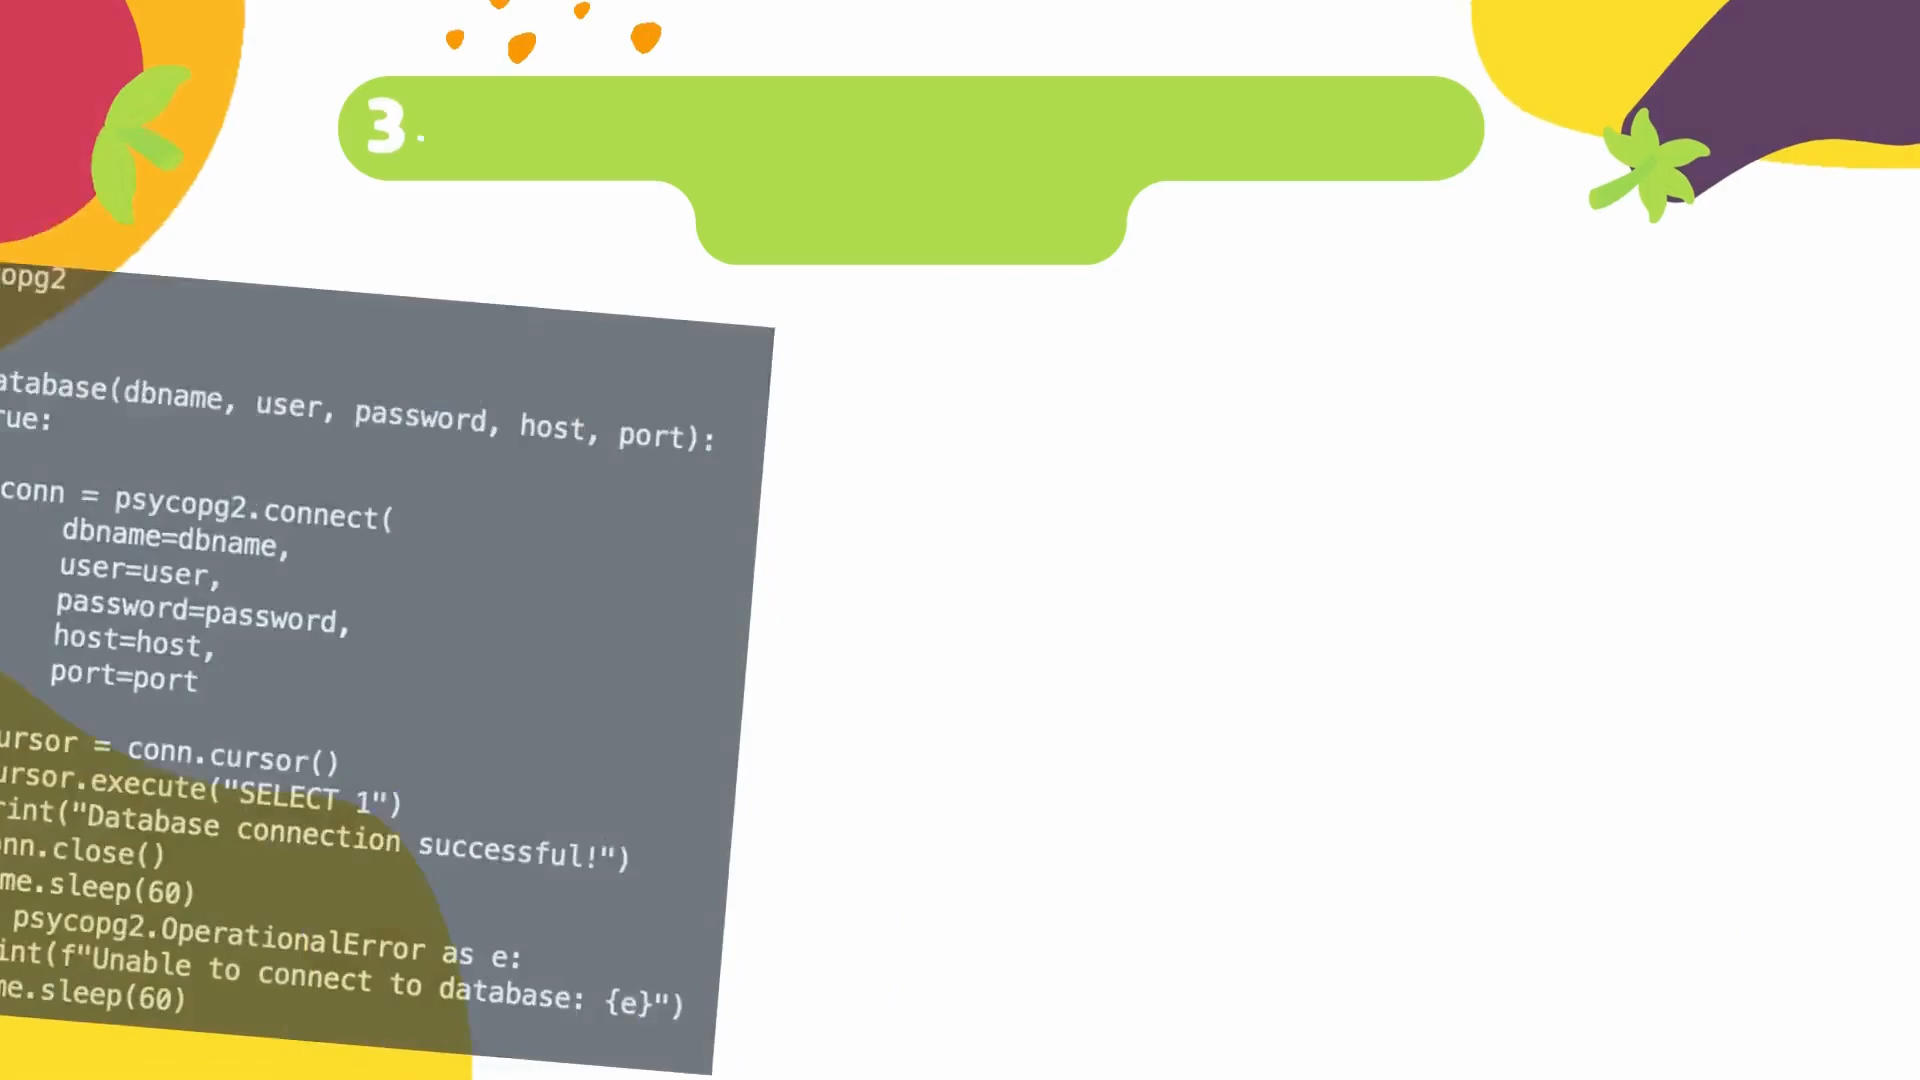 3.
opg2
atabase(dbname, user, password, host, port):
rue:
conn = psycopg2.connect(
dbname=dbname,
user=user,
password=password,
host=host,
port=port
ursor = conn.cursor()
ursor.execute("SELECT 1")
rint("Database connection successful!")
onn.close()
me.sleep(60)
psycopg2.OperationalError as e:
int(f"Unable to connect to database: {e}")
me.sleep(60)